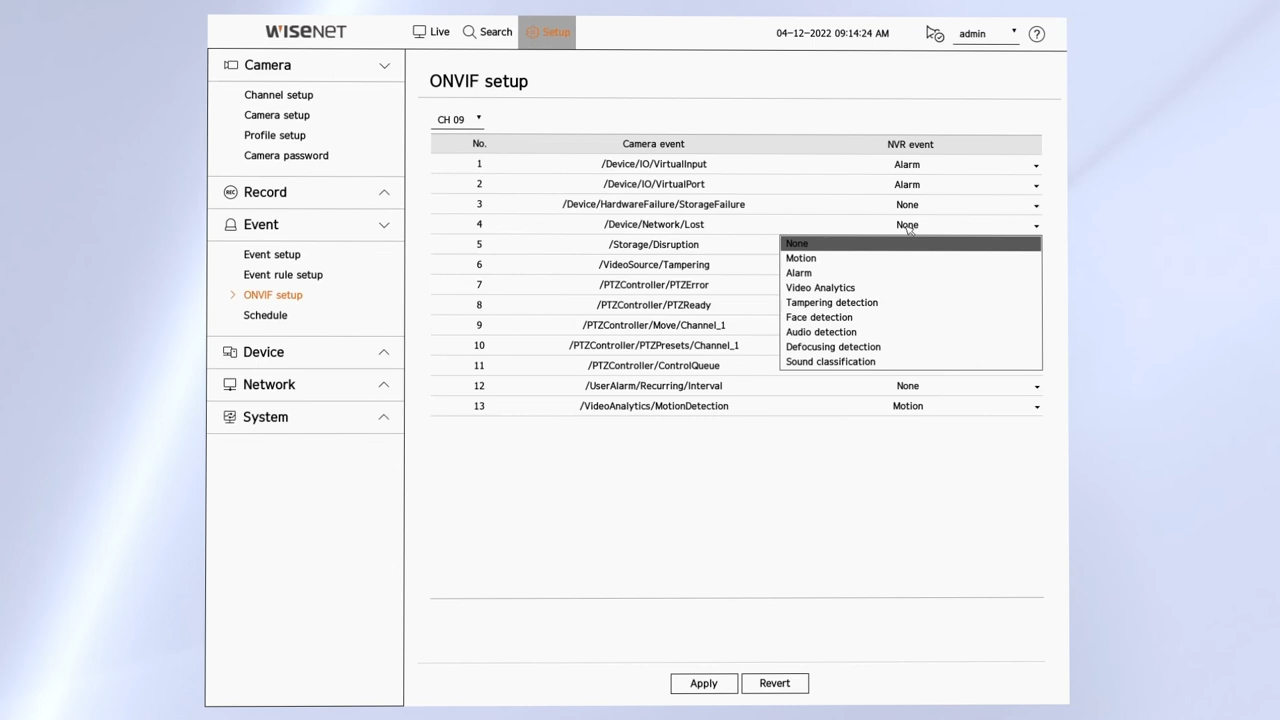 WISENET Live Search Setup 04-12-2022 09:14:24 AM admin ?
Camera
Channel setup
Camera setup
Profile setup
Camera password
REC Record
Event
Event setup
Event rule setup
> ONVIF setup
Schedule
Device
Network
System
ONVIF setup
CH 09
No. Camera event NVR event
1 /Device/IO/VirtualInput Alarm
2 /Device/IO/VirtualPort Alarm
3 /Device/HardwareFailure/StorageFailure None
4 /Device/Network/Lost None
5 /Storage/Disruption
6 /VideoSource/Tampering
7 /PTZController/PTZError
8 /PTZController/PTZReady
9 /PTZController/Move/Channel_1
10 /PTZController/PTZPresets/Channel_1
11 /PTZController/ControlQueue
12 /UserAlarm/Recurring/Interval None
13 /VideoAnalytics/MotionDetection Motion
None
Motion
Alarm
Video Analytics
Tampering detection
Face detection
Audio detection
Defocusing detection
Sound classification
Apply Revert